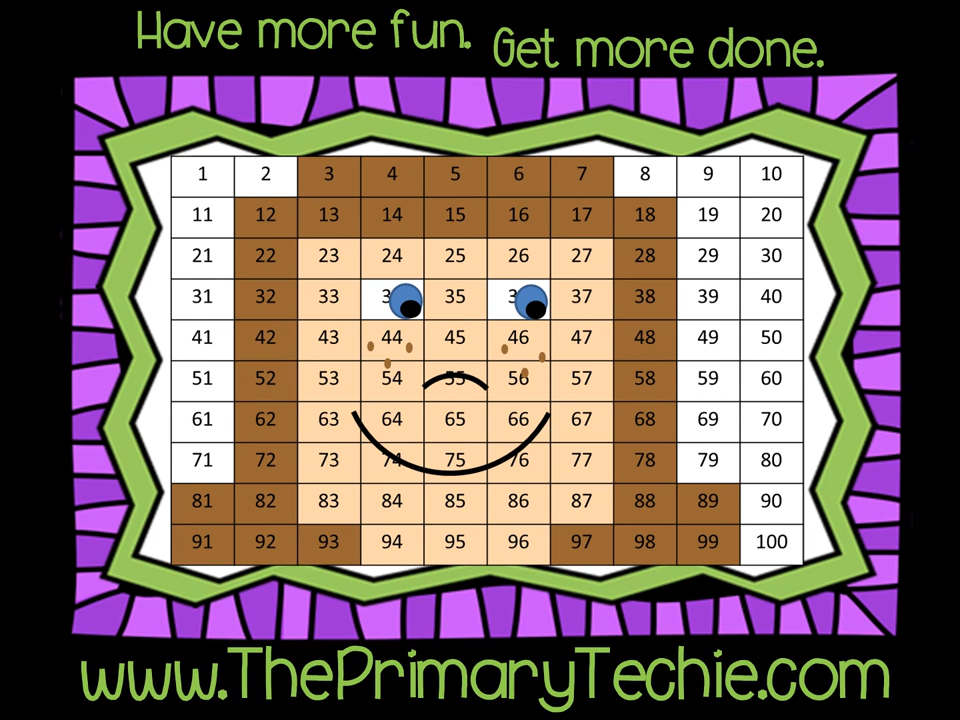 Have more fun. Get more done.
1 2 3 4 5 6 7 8 9 10
11 12 13 14 15 16 17 18 19 20
21 22 23 24 25 26 27 28 29 30
31 32 33 35 37 38 39 40
41 42 43 44 45 46 47 48 49 50
51 52 53 54 55 56 57 58 59 60
61 62 63 64 65 66 67 68 69 70
71 72 73 74 75 76 77 78 79 80
81 82 83 84 85 86 87 88 89 90
91 92 93 94 95 96 97 98 99 100
www.ThePrimaryTechie.com